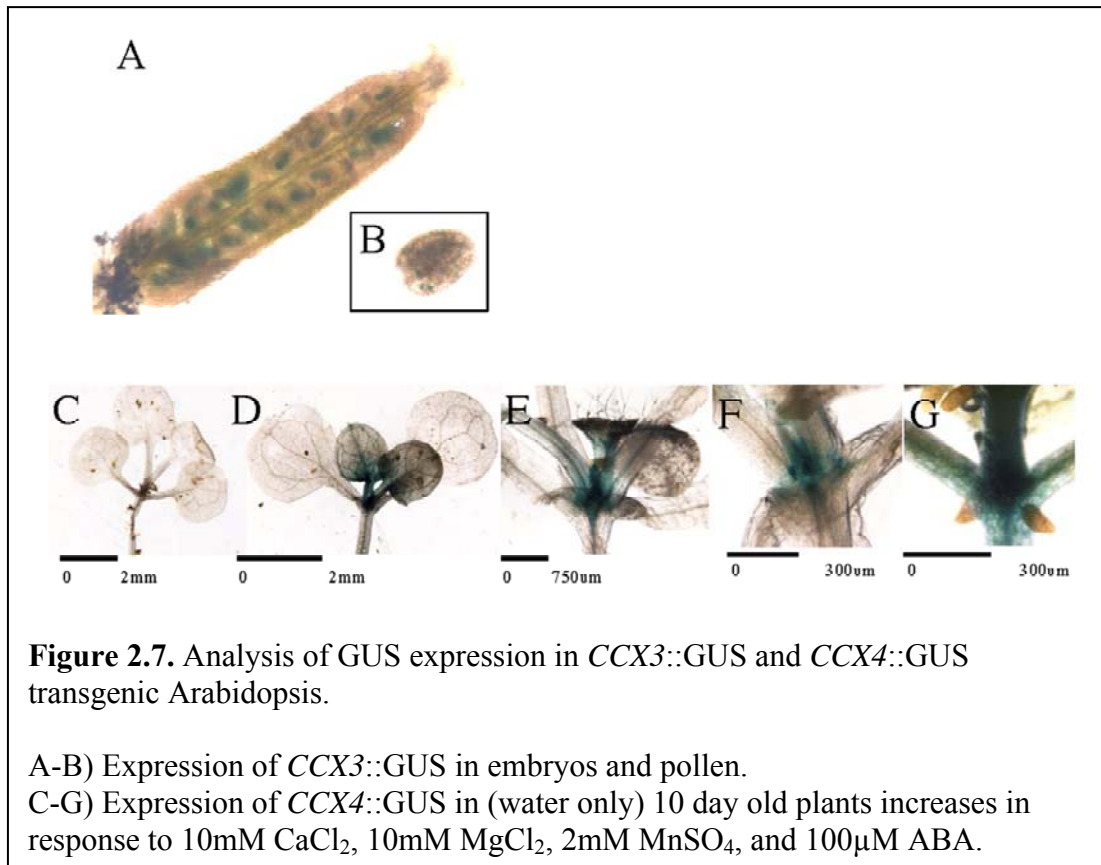 A
B
C
D
E
F
G
0 2mm
0 2mm
0 750um
0 300um
0 300um
Figure 2.7. Analysis of GUS expression in CCX3::GUS and CCX4::GUS
transgenic Arabidopsis.
A-B) Expression of CCX3::GUS in embryos and pollen.
C-G) Expression of CCX4::GUS in (water only) 10 day old plants increases in
response to 10mM CaCl₂, 10mM MgCl₂, 2mM MnSO₄, and 100µM ABA.